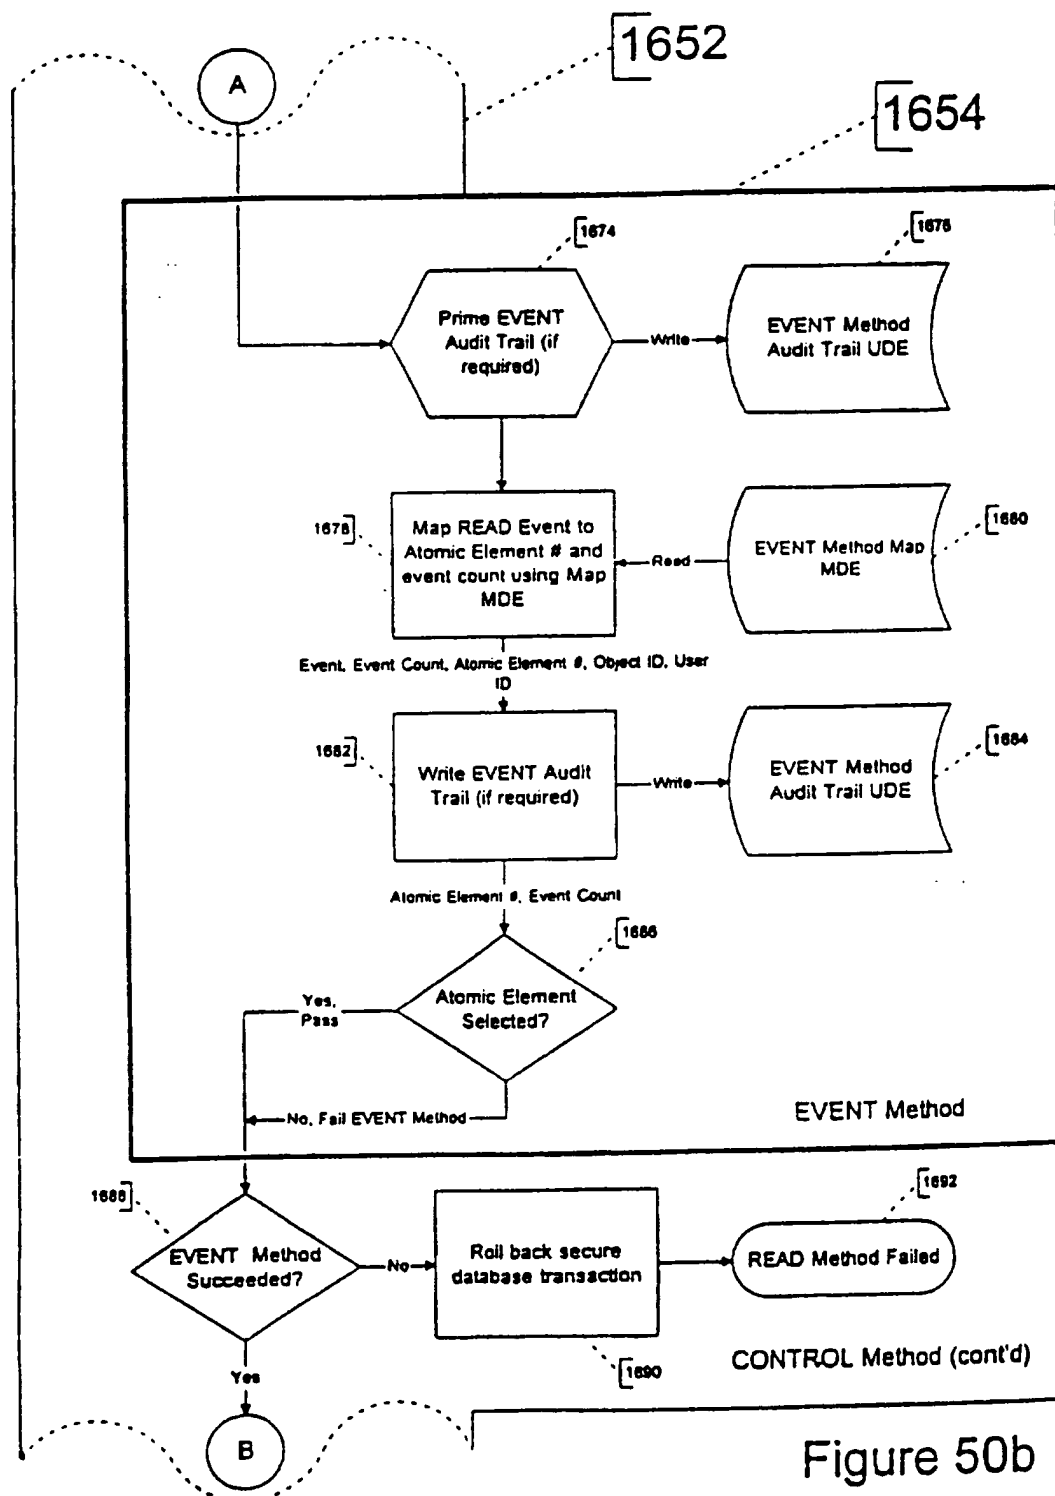 1652
A
1654
1674
1676
Prime EVENT
Audit Trail (if
required)
Write
EVENT Method
Audit Trail UDE
1678
Map READ Event to
Atomic Element # and
event count using Map
MDE
Read
EVENT Method Map
MDE
1680
Event, Event Count, Atomic Element #, Object ID, User
ID
1682
Write EVENT Audit
Trail (if required)
Write
EVENT Method
Audit Trail UDE
1684
Atomic Element #, Event Count
1686
Atomic Element
Selected?
Yes,
Pass
No, Fail EVENT Method
EVENT Method
1688
EVENT Method
Succeeded?
No
Roll back secure
database transaction
1692
READ Method Failed
1690
CONTROL Method (cont'd)
Yes
B
Figure 50b